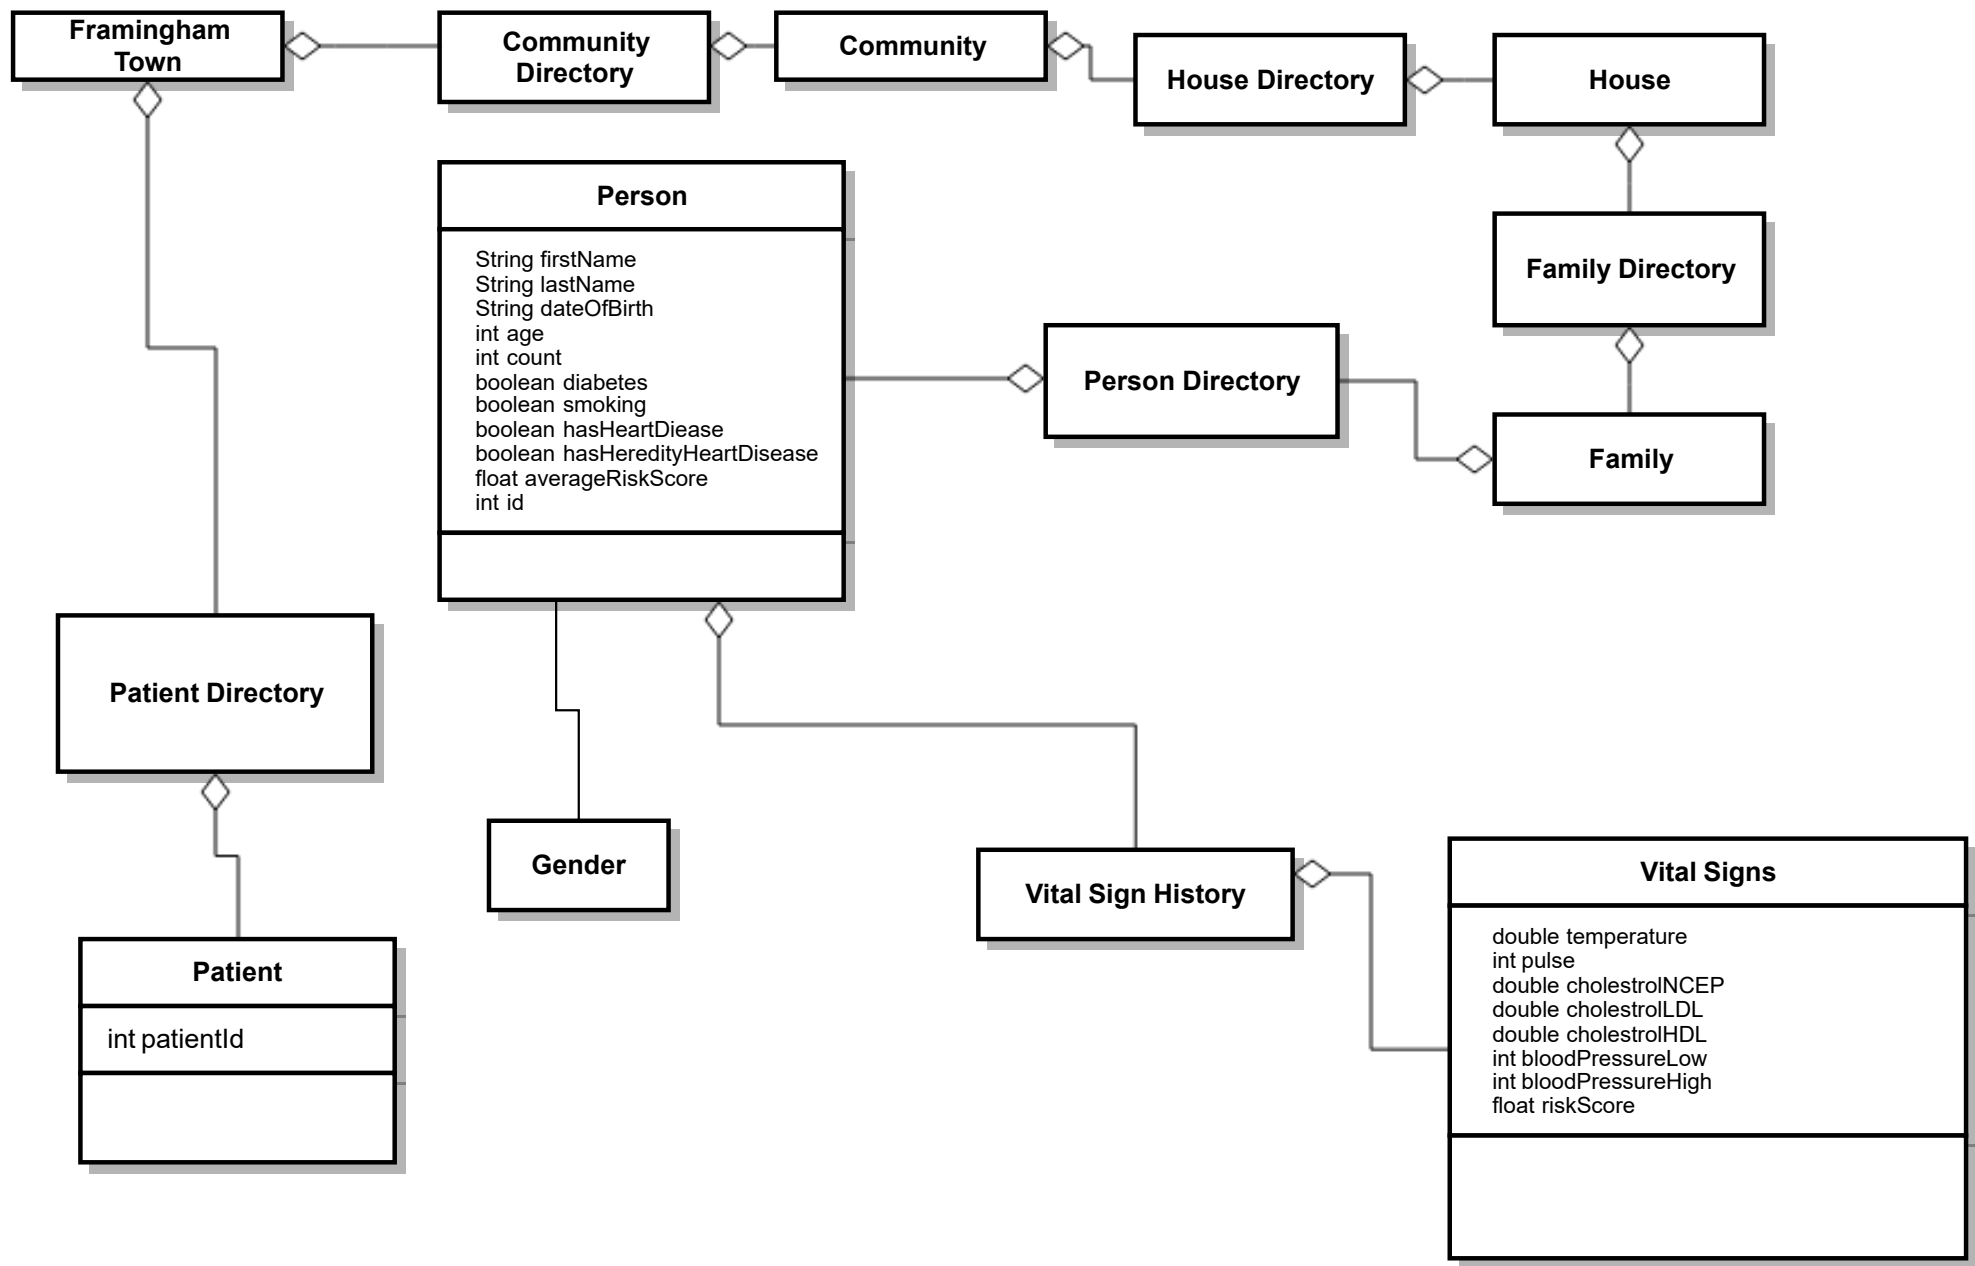 Framingham
Town
Community
Directory
Community
House Directory
House
Person
String firstName
String lastName
String dateOfBirth
int age
int count
boolean diabetes
boolean smoking
boolean hasHeartDiease
boolean hasHeredityHeartDisease
float averageRiskScore
int id
Family Directory
Person Directory
Family
Patient Directory
Gender
Vital Sign History
Vital Signs
double temperature
int pulse
double cholestrolNCEP
double cholestrolLDL
double cholestrolHDL
int bloodPressureLow
int bloodPressureHigh
float riskScore
Patient
int patientId